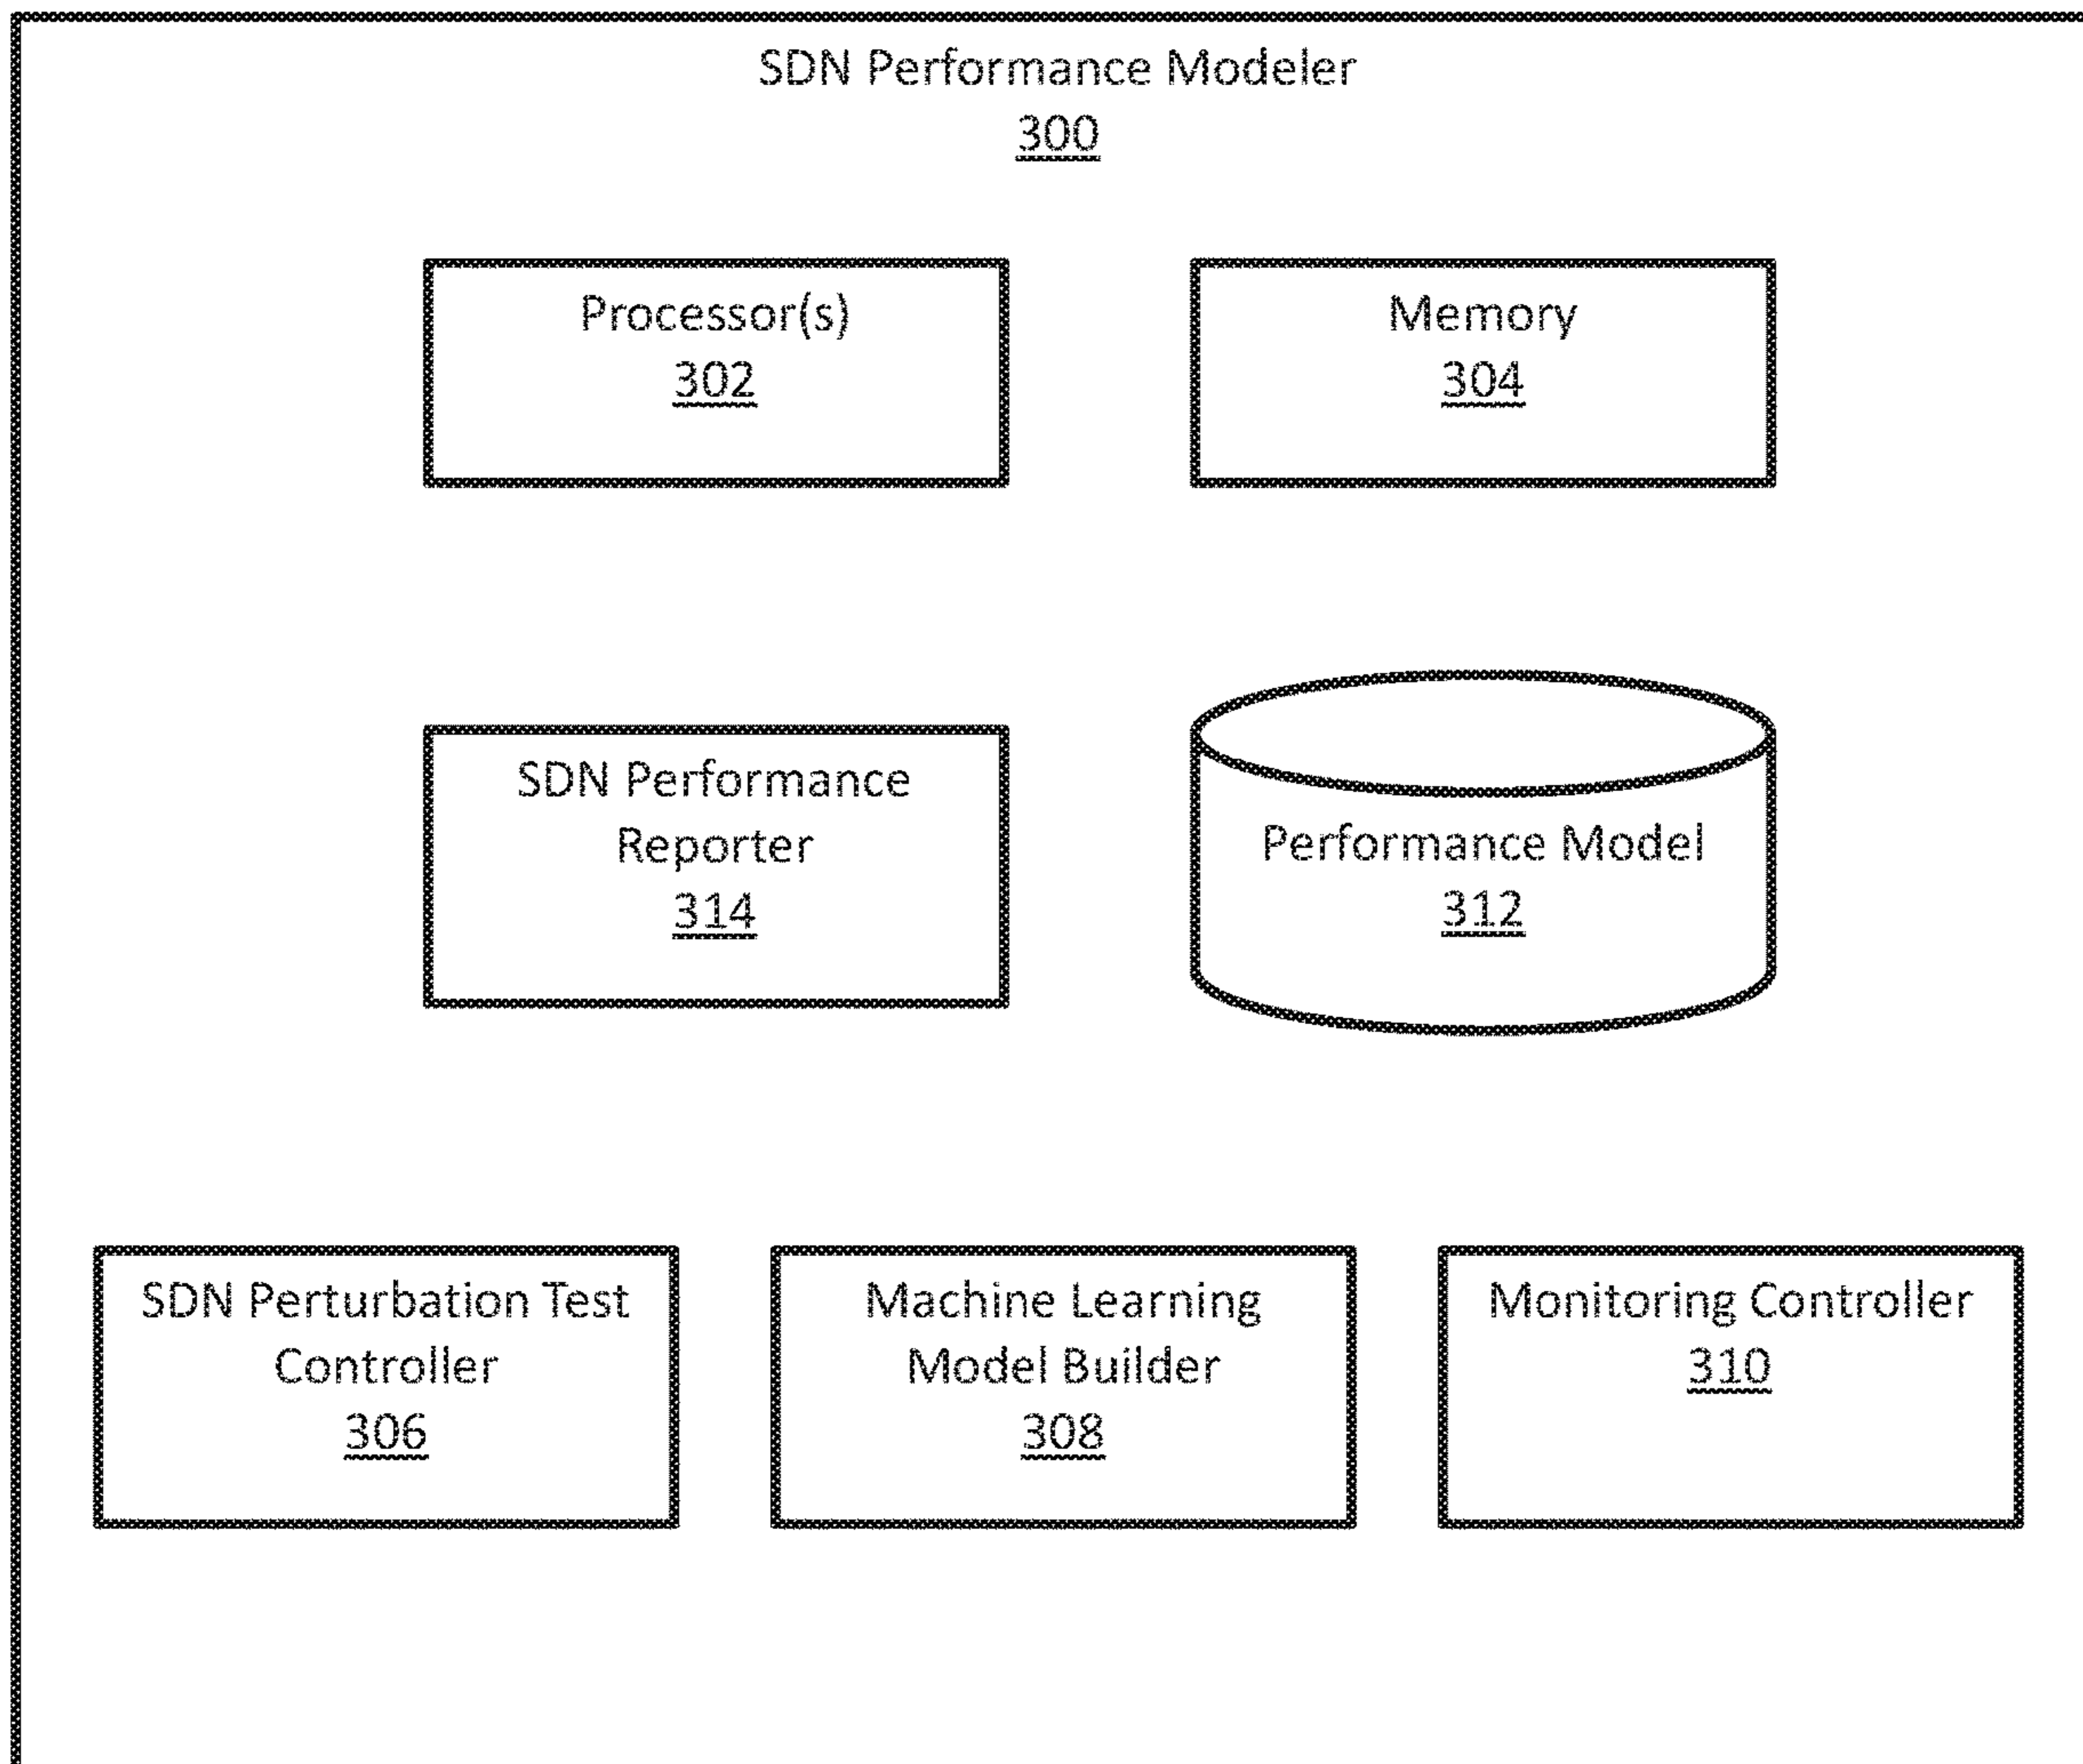 SDN Performance Modeler
300
Processor(s)
302
Memory
304
SDN Performance
Reporter
314
Performance Model
312
SDN Perturbation Test
Controller
306
Machine Learning
Model Builder
308
Monitoring Controller
310